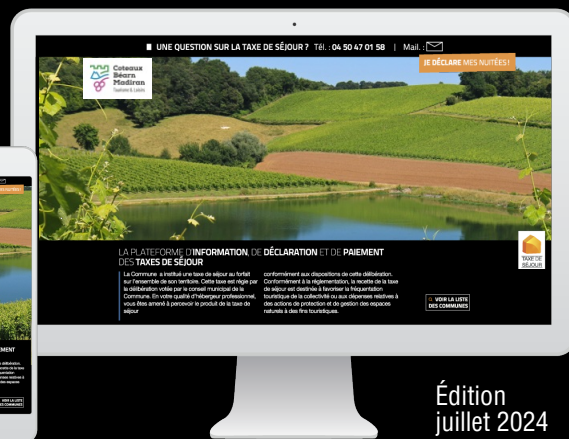 UNE QUESTION SUR LA TAXE DE SÉJOUR ? Tél. : 04 50 47 01 58 | Mail. :
JE DÉCLARE MES NUITÉES !
Coteaux
Béarn
Madiran
Tourisme & Loisirs
LA PLATEFORME D'INFORMATION, DE DÉCLARATION ET DE PAIEMENT
DES TAXES DE SÉJOUR
La Commune a institué une taxe de séjour au forfait
sur l'ensemble de son territoire. Cette taxe est régie par
la délibération votée par le conseil municipal de la
Commune. En votre qualité d'hébergeur professionnel,
vous êtes amené à percevoir le produit de la taxe de
séjour
conformément aux dispositions de cette délibération.
Conformément à la réglementation, la recette de la taxe
de séjour est destinée à favoriser la fréquentation
touristique de la collectivité ou aux dépenses relatives à
des actions de protection et de gestion des espaces
naturels à des fins touristiques.
TAXE DE
SÉJOUR
VOIR LA LISTE
DES COMMUNES
EMENT
VOIR LA LISTE
DES COMMUNES
Édition
juillet 2024